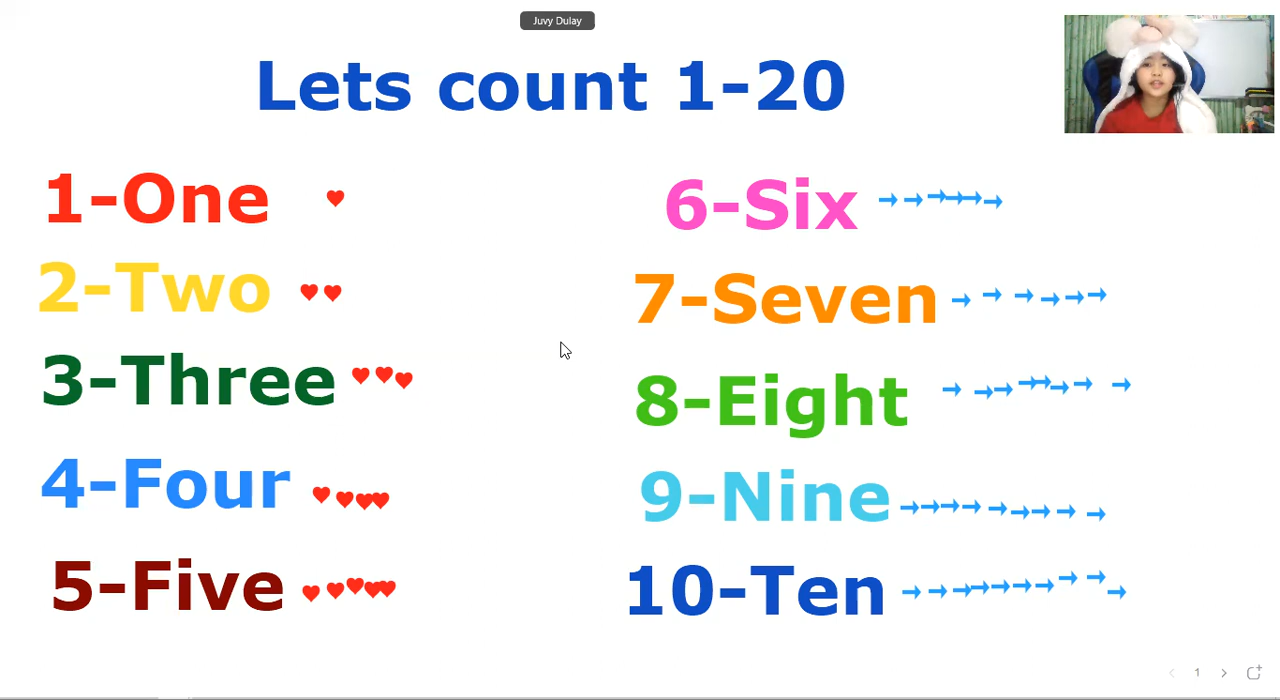 Juvy Dulay
Lets count 1-20
1-One
2-Two
3-Three
4-Four
5-Five
6-Six
7-Seven
8-Eight
9-Nine
10-Ten
1